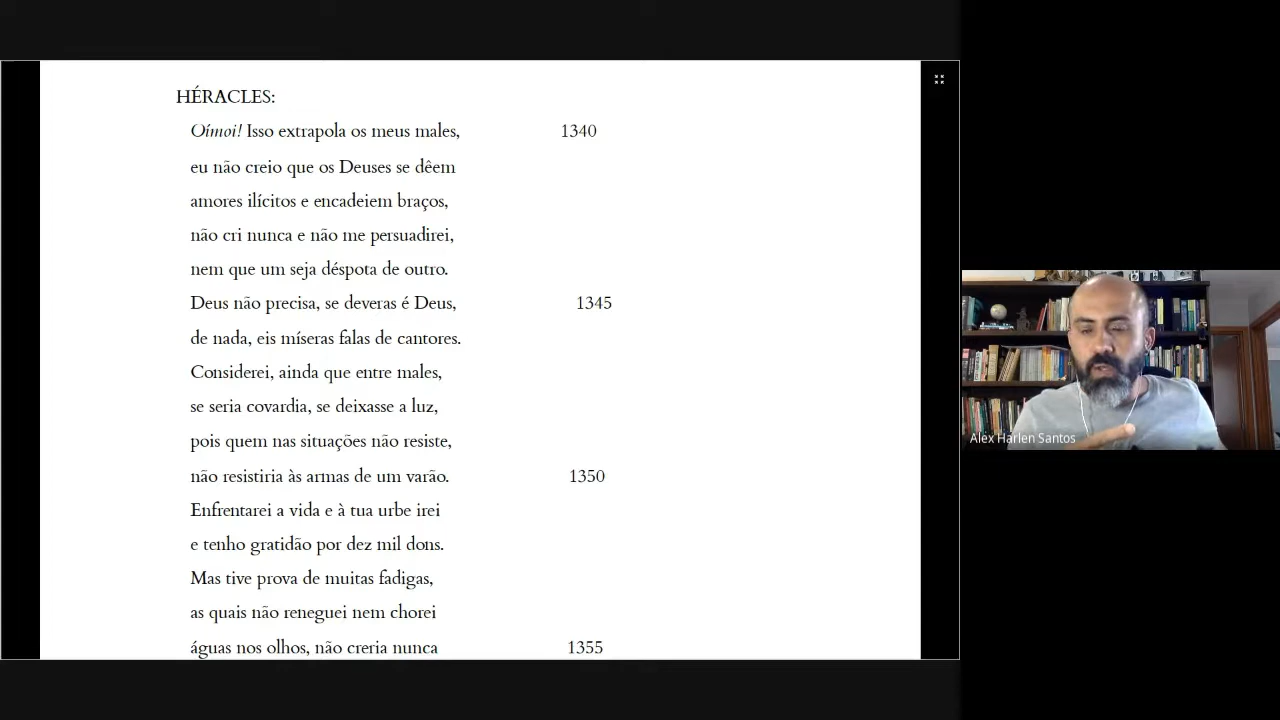 HÉRACLES:
Oímoi! Isso extrapola os meus males, 1340
eu não creio que os Deuses se dêem
amores ilícitos e encadeiem braços,
não cri nunca e não me persuadirei,
nem que um seja déspota de outro.
Deus não precisa, se deveras é Deus, 1345
de nada, eis míseras falas de cantores.
Considerei, ainda que entre males,
se seria covardia, se deixasse a luz,
pois quem nas situações não resiste,
não resistiria às armas de um varão. 1350
Enfrentarei a vida e à tua urbe irei
e tenho gratidão por dez mil dons.
Mas tive prova de muitas fadigas,
as quais não reneguei nem chorei
águas nos olhos, não creria nunca 1355
Alex Harlen Santos